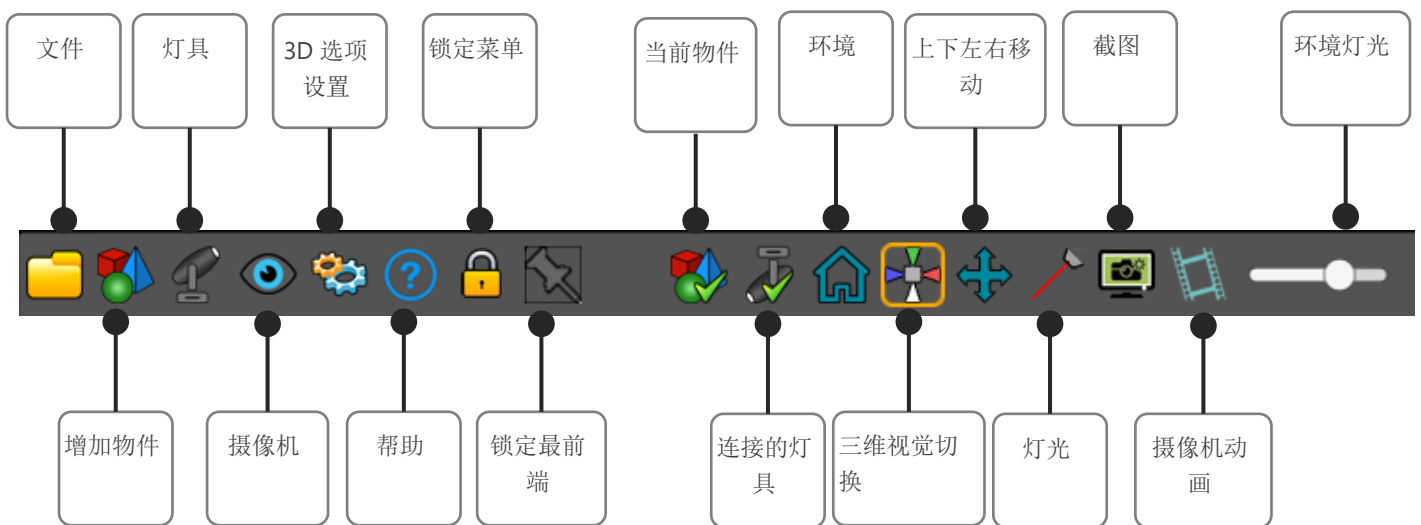 文件
灯具
3D 选项
设置
锁定菜单
当前物件
环境
上下左右移
动
截图
环境灯光
增加物件
摄像机
帮助
锁定最前
端
连接的灯
具
三维视觉切
换
灯光
摄像机动
画